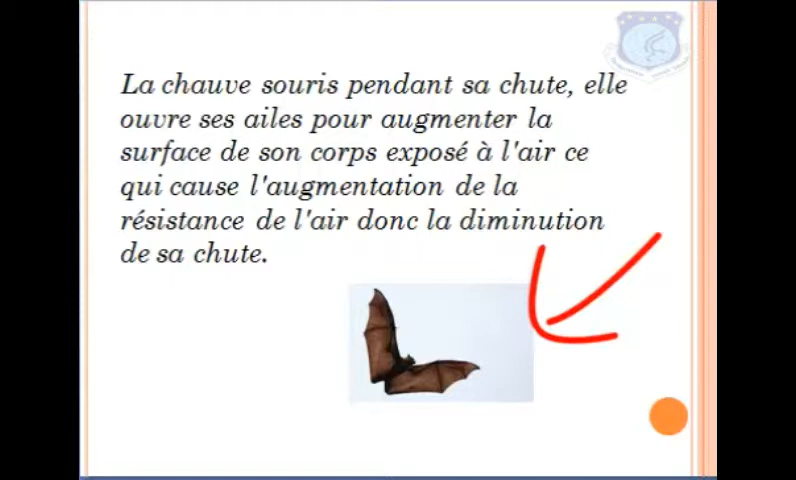 La chauve souris pendant sa chute, elle
ouvre ses ailes pour augmenter la
surface de son corps exposé à l'air ce
qui cause l'augmentation de la
résistance de l'air donc la diminution
de sa chute.